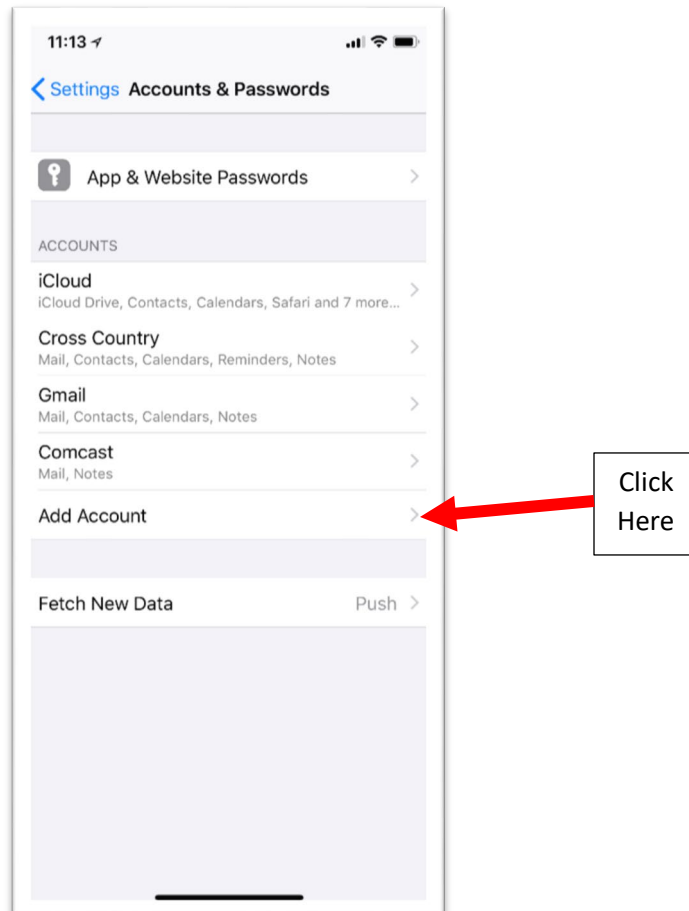 11:13
Settings Accounts & Passwords
App & Website Passwords
ACCOUNTS
iCloud
iCloud Drive, Contacts, Calendars, Safari and 7 more...
Cross Country
Mail, Contacts, Calendars, Reminders, Notes
Gmail
Mail, Contacts, Calendars, Notes
Comcast
Mail, Notes
Add Account
Click
Here
Fetch New Data Push